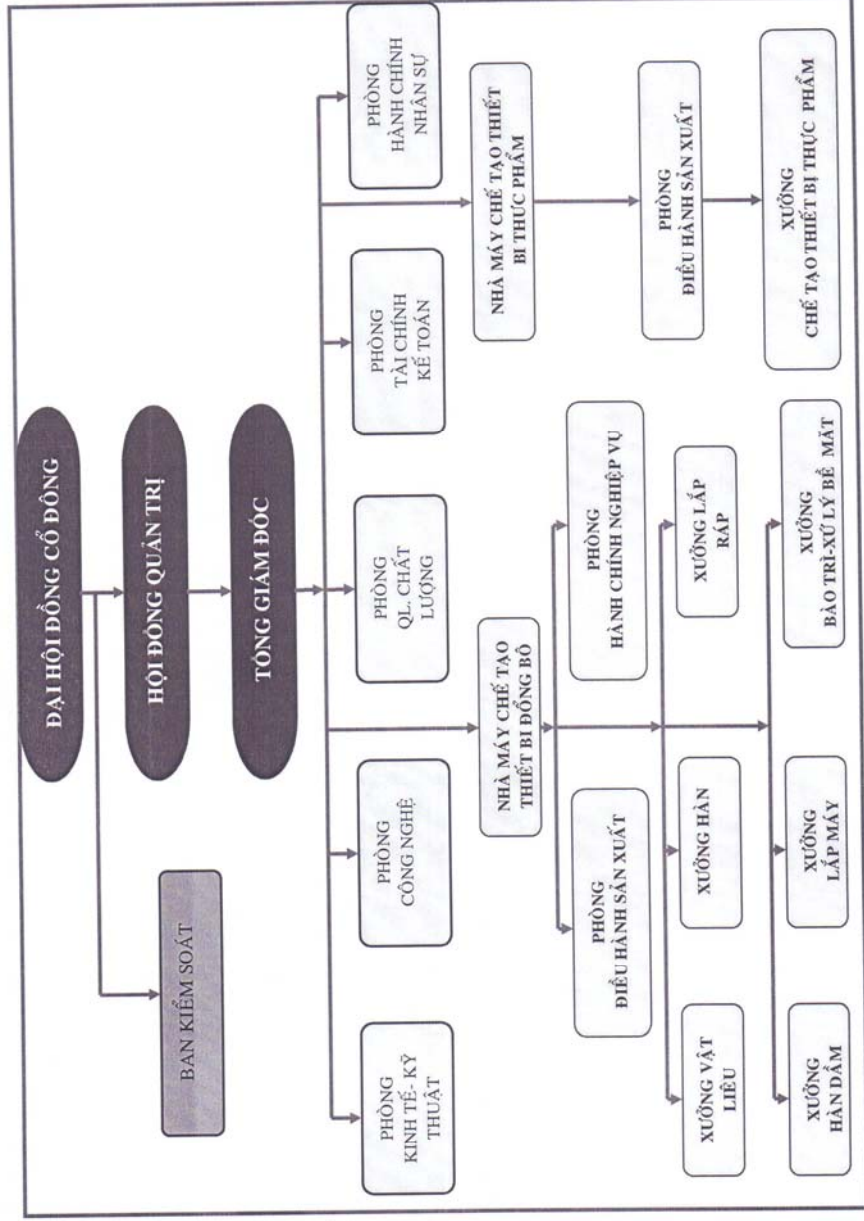 ĐẠI HỘI ĐỒNG CỔ ĐÔNG
BAN KIỂM SOÁT
HỘI ĐỒNG QUẢN TRỊ
TỔNG GIÁM ĐỐC
PHÒNG
KINH TẾ- KỸ
THUẬT
PHÒNG
CÔNG NGHỆ
PHÒNG
QL. CHẤT
LƯỢNG
PHÒNG
TÀI CHÍNH
KẾ TOÁN
PHÒNG
HÀNH CHÍNH
NHÂN SỰ
NHÀ MÁY CHẾ TẠO
THIẾT BỊ ĐỒNG BỘ
NHÀ MÁY CHẾ TẠO THIẾT
BỊ THỰC PHẨM
PHÒNG
ĐIỀU HÀNH SẢN XUẤT
PHÒNG
HÀNH CHÍNH NGHIỆP VỤ
PHÒNG
ĐIỀU HÀNH SẢN XUẤT
XƯỞNG VẬT
LIỆU
XƯỞNG HÀN
XƯỞNG LẮP
RÁP
XƯỞNG
HÀN DẦM
XƯỞNG
LẮP MÁY
XƯỞNG
BẢO TRÌ-XỬ LÝ BỀ MẶT
XƯỞNG
CHẾ TẠO THIẾT BỊ THỰC PHẨM